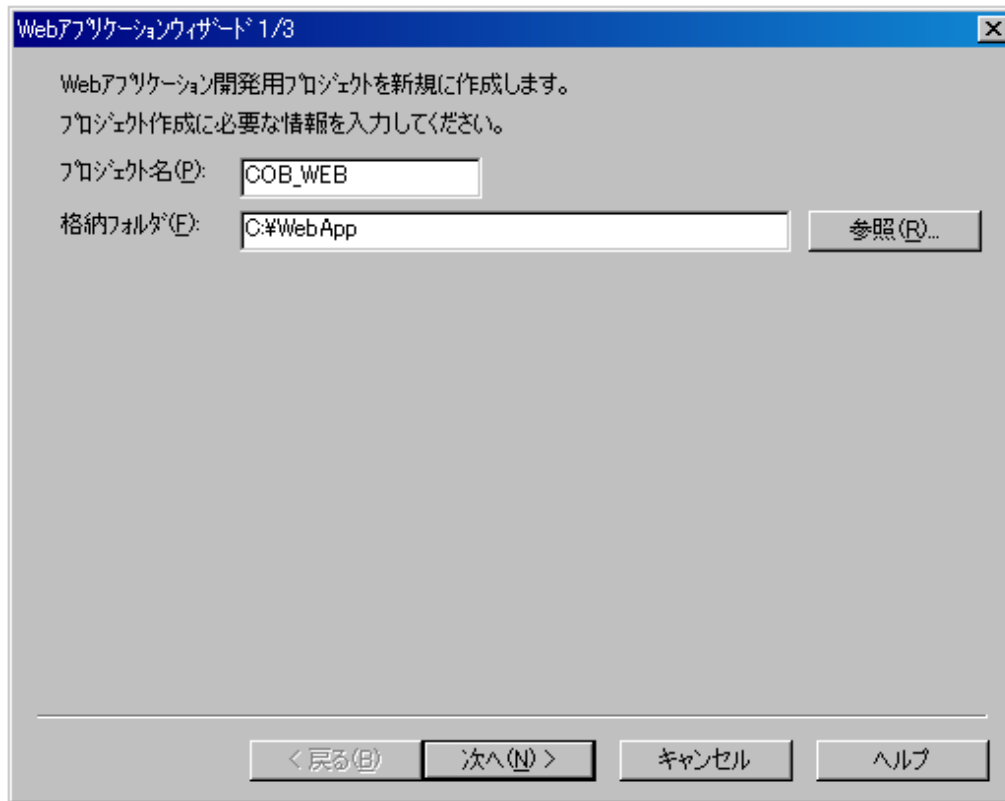 Webｱﾌﾟﾘｹｰｼｮﾝｳｨｻﾞｰﾄﾞ 1/3
Webｱﾌﾟﾘｹｰｼｮﾝ開発用ﾌﾟﾛｼﾞｪｸﾄを新規に作成します。
ﾌﾟﾛｼﾞｪｸﾄ作成に必要な情報を入力してください。
ﾌﾟﾛｼﾞｪｸﾄ名(P): COB_WEB
格納ﾌｫﾙﾀﾞ(F): C:¥WebApp 参照(R)...
< 戻る(B) 次へ(N) > キャンセル ヘルプ